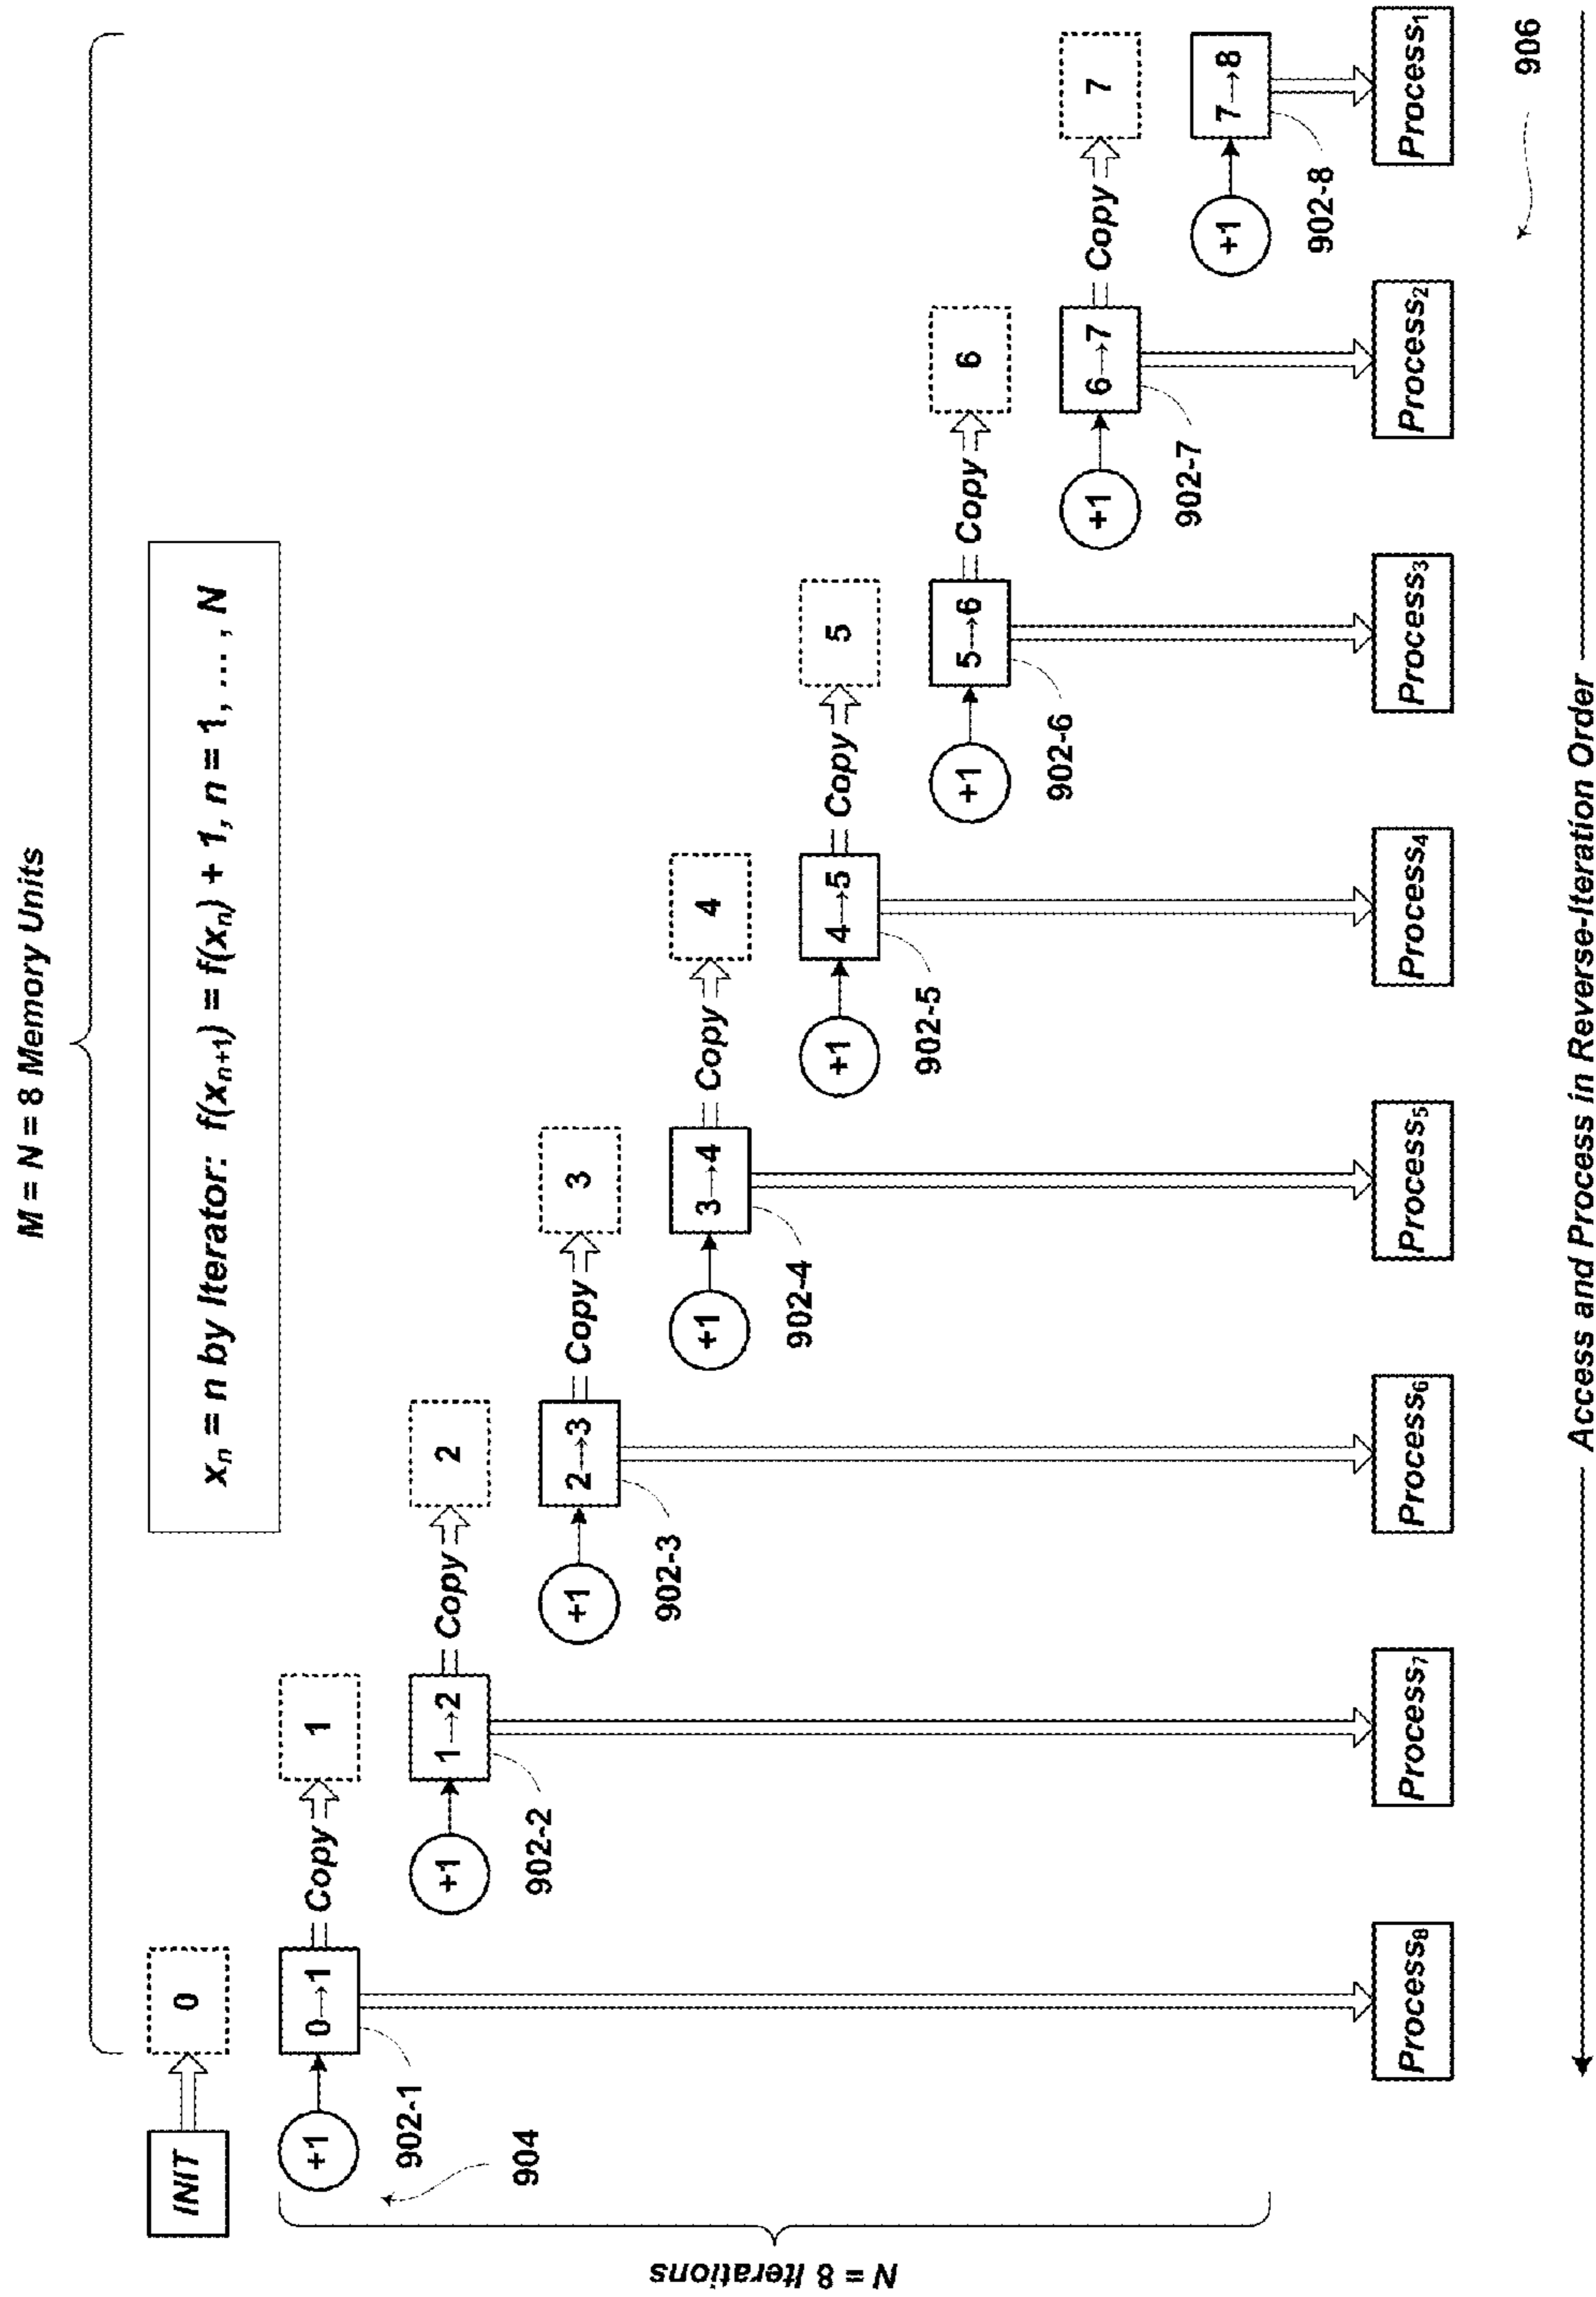 M = N = 8 Memory Units
xₙ = n by Iterator: f(xₙ₊₁) = f(xₙ) + 1, n = 1, ... , N
INIT
0
+1
0→1
Copy
1
902-1
904
+1
1→2
Copy
2
902-2
+1
2→3
Copy
3
902-3
+1
3→4
Copy
4
902-4
+1
4→5
Copy
5
902-5
+1
5→6
Copy
6
902-6
+1
6→7
Copy
7
902-7
+1
7→8
902-8
N = 8 Iterations
Process₈
Process₇
Process₆
Process₅
Process₄
Process₃
Process₂
Process₁
906
Access and Process in Reverse-Iteration Order